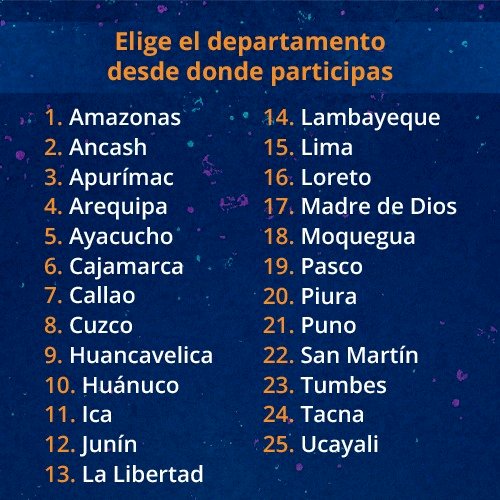 Elige el departamento
desde donde participas
1. Amazonas
2. Ancash
3. Apurímac
4. Arequipa
5. Ayacucho
6. Cajamarca
7. Callao
8. Cuzco
9. Huancavelica
10. Huánuco
11. Ica
12. Junín
13. La Libertad
14. Lambayeque
15. Lima
16. Loreto
17. Madre de Dios
18. Moquegua
19. Pasco
20. Piura
21. Puno
22. San Martín
23. Tumbes
24. Tacna
25. Ucayali